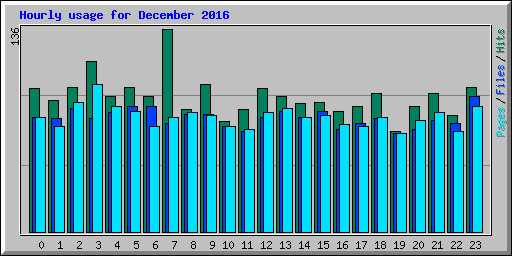 Hourly usage for December 2016
136
Pages / Files / Hits
0 1 2 3 4 5 6 7 8 9 10 11 12 13 14 15 16 17 18 19 20 21 22 23